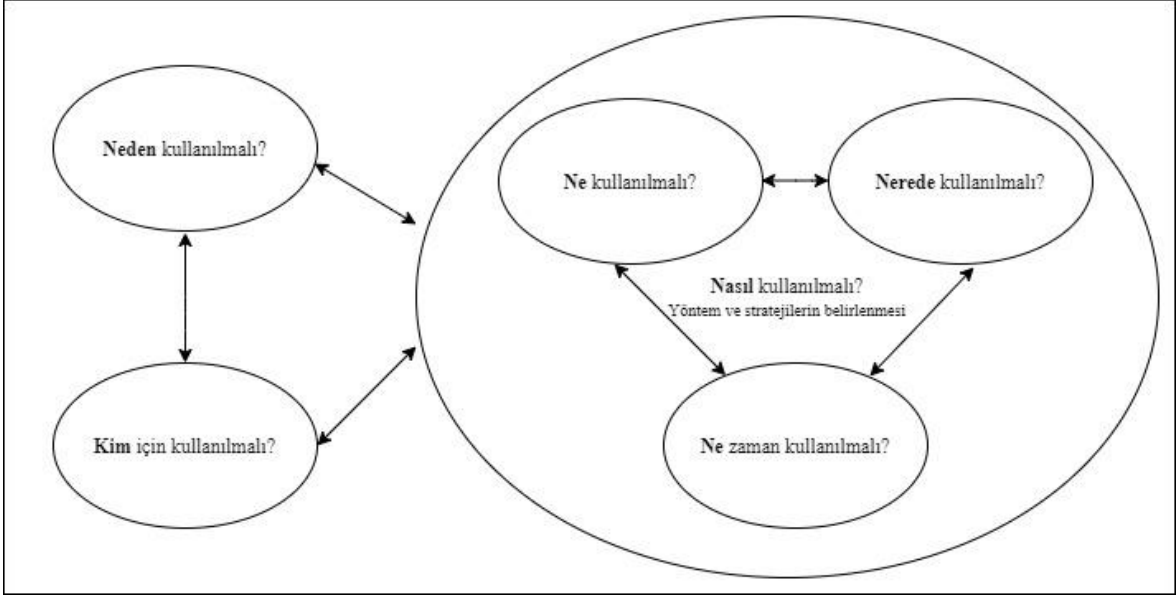 Neden kullanılmalı?
Ne kullanılmalı?
Nerede kullanılmalı?
Nasıl kullanılmalı?
Yöntem ve stratejilerin belirlenmesi
Kim için kullanılmalı?
Ne zaman kullanılmalı?